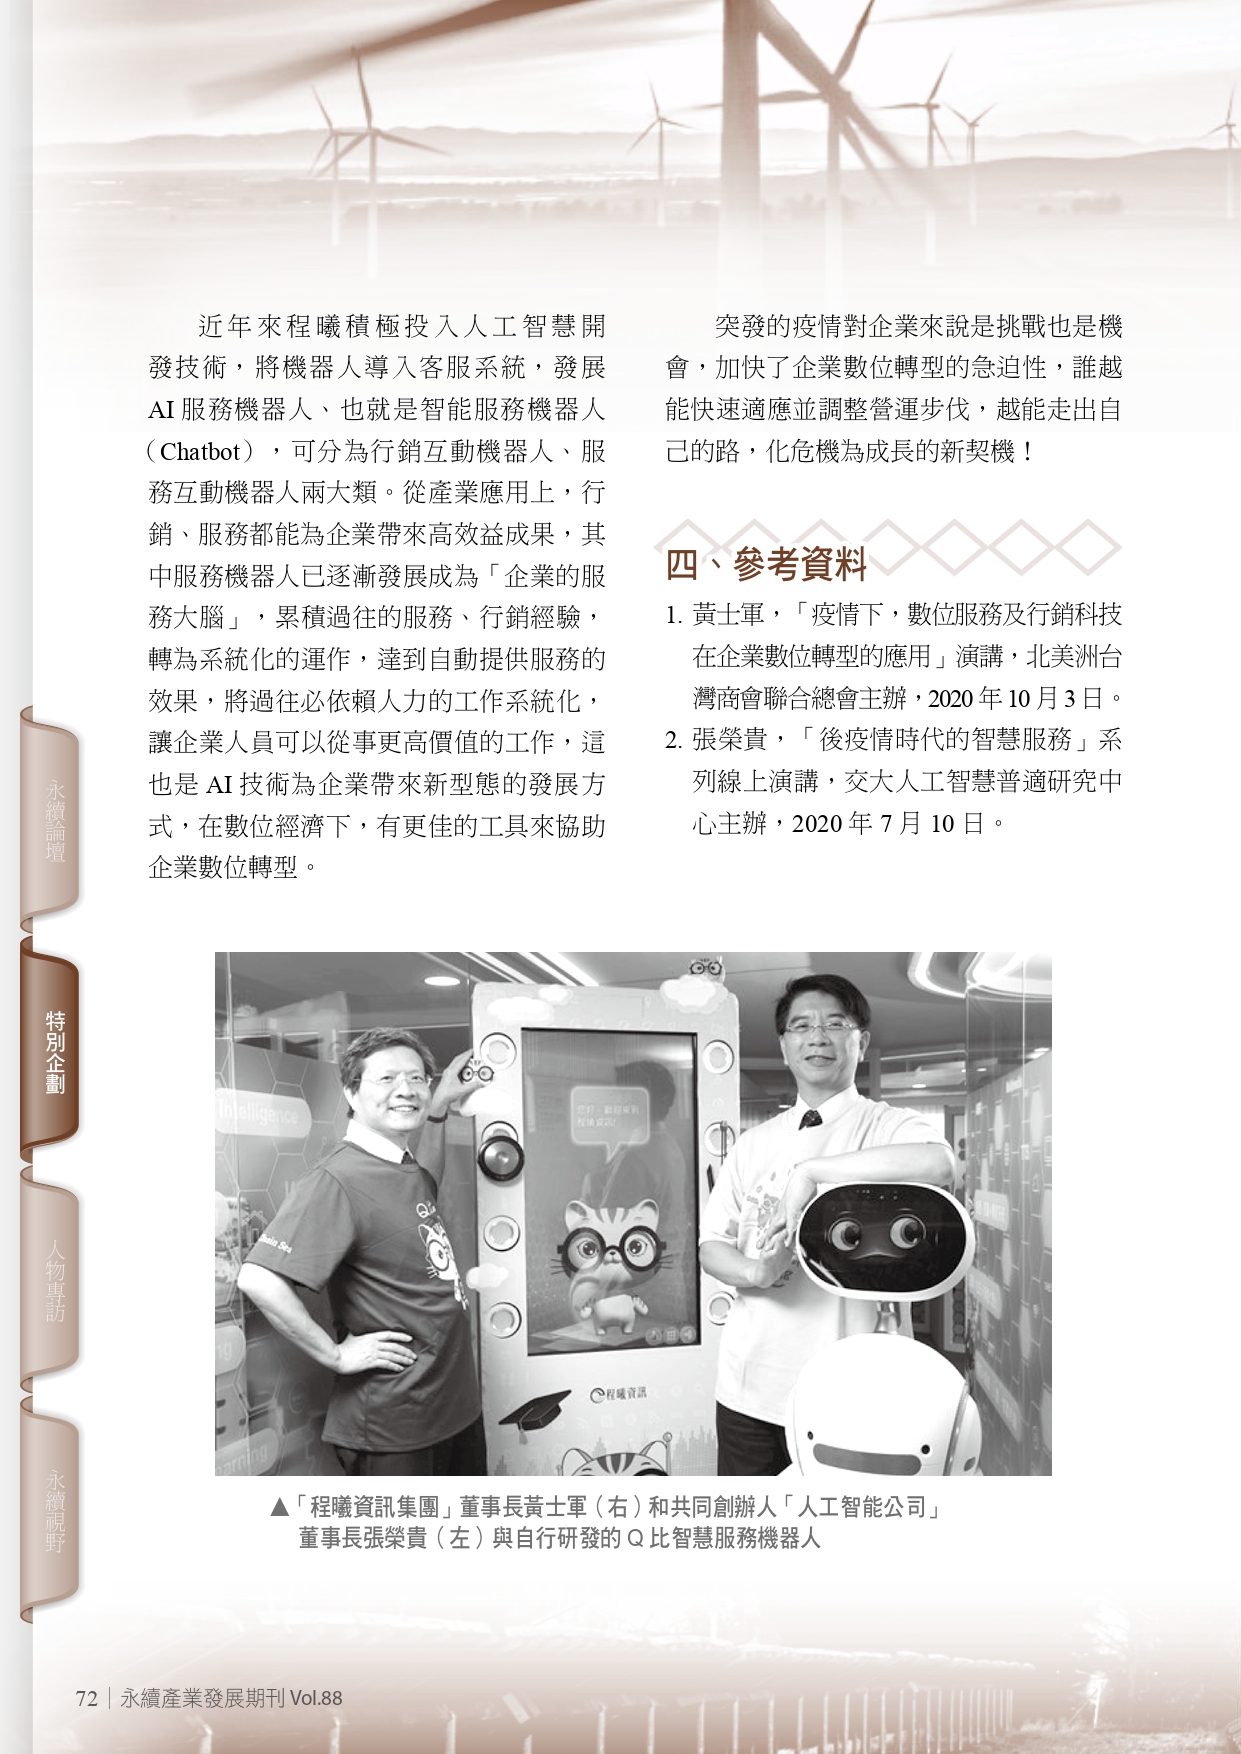 近年來程曦積極投入人工智慧開
發技術，將機器人導入客服系統，發展
AI 服務機器人、也就是智能服務機器人
（Chatbot），可分為行銷互動機器人、服
務互動機器人兩大類。從產業應用上，行
銷、服務都能為企業帶來高效益成果，其
中服務機器人已逐漸發展成為「企業的服
務大腦」，累積過往的服務、行銷經驗，
轉為系統化的運作，達到自動提供服務的
效果，將過往必依賴人力的工作系統化，
讓企業人員可以從事更高價值的工作，這
也是 AI 技術為企業帶來新型態的發展方
式，在數位經濟下，有更佳的工具來協助
企業數位轉型。
突發的疫情對企業來說是挑戰也是機
會，加快了企業數位轉型的急迫性，誰越
能快速適應並調整營運步伐，越能走出自
己的路，化危機為成長的新契機！
四、參考資料
1. 黃士軍，「疫情下，數位服務及行銷科技
在企業數位轉型的應用」演講，北美洲台
灣商會聯合總會主辦，2020 年 10 月 3 日。
2. 張榮貴，「後疫情時代的智慧服務」系
列線上演講，交大人工智慧普適研究中
心主辦，2020 年 7 月 10 日。
永續論壇
特別企劃
人物專訪
永續視野
Intelligence
程曦資訊
▲「程曦資訊集團」董事長黃士軍（右）和共同創辦人「人工智能公司」
董事長張榮貴（左）與自行研發的 Q 比智慧服務機器人
72｜永續產業發展期刊 Vol.88